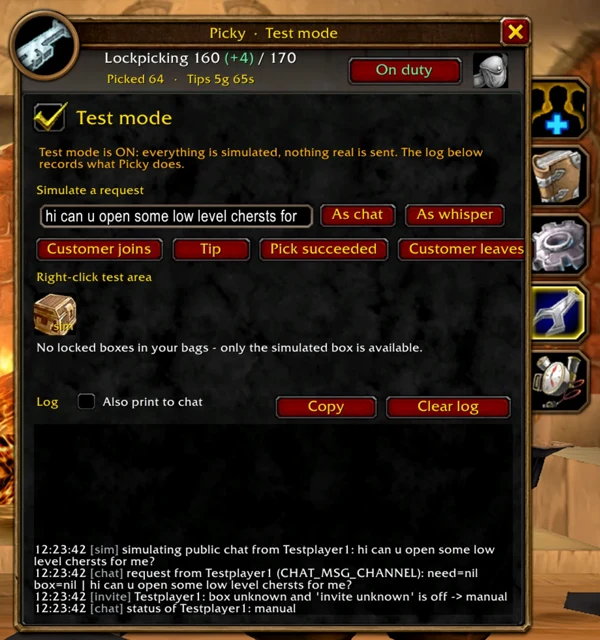 Picky · Test mode
Lockpicking 160 (+4) / 170
Picked 64 · Tips 5g 65s
On duty
Test mode
Test mode is ON: everything is simulated, nothing real is sent. The log below
records what Picky does.
Simulate a request
hi can u open some low level chersts for
As chat
As whisper
Customer joins
Tip
Pick succeeded
Customer leaves
Right-click test area
sim
No locked boxes in your bags - only the simulated box is available.
Log
Also print to chat
Copy
Clear log
12:23:42 [sim] simulating public chat from Testplayer1: hi can u open some low
level chersts for me?
12:23:42 [chat] request from Testplayer1 (CHAT_MSG_CHANNEL): need=nil
box=nil | hi can u open some low level chersts for me?
12:23:42 [invite] Testplayer1: box unknown and 'invite unknown' is off -> manual
12:23:42 [chat] status of Testplayer1: manual